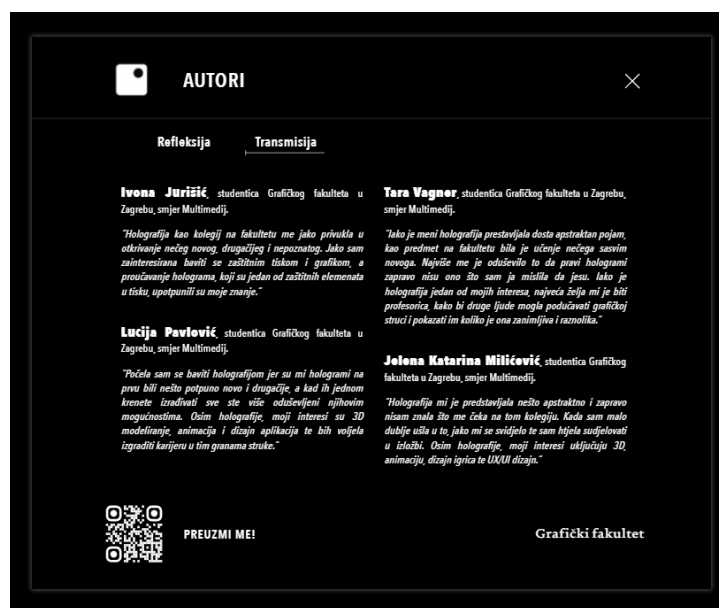 AUTORI
Refleksija
Transmisija
Ivona Jurišić, studentica Grafičkog fakulteta u
Zagrebu, smjer Multimedij.
"Holografija kao kolegij na fakultetu me jako privukla u
otkrivanje nečeg novog, drugačijeg i nepoznatog. Jako sam
zainteresirana baviti se zaštitnim tiskom i grafikom, a
proučavanje holograma, koji su jedan od zaštitnih elemenata
u tisku, upotpunili su moje znanje."
Lucija Pavlović, studentica Grafičkog fakulteta u
Zagrebu, smjer Multimedij.
"Počela sam se baviti holografijom jer su mi hologrami na
prvu bili nešto potpuno novo i drugačije, a kad ih jednom
krenete izrađivati sve ste više oduševljeni njihovim
mogućnostima. Osim holografije, moji interesi su 3D
modeliranje, animacija i dizajn aplikacija te bih voljela
izgraditi karijeru u tim granama struke."
Tara Vagner, studentica Grafičkog fakulteta u Zagrebu,
smjer Multimedij.
"Iako je meni holografija prestavljala dosta apstraktan pojam,
kao predmet na fakultetu bila je učenje nečega sasvim
novoga. Najviše me je oduševilo to da pravi hologrami
zapravo nisu ono što sam ja mislila da jesu. Iako je
holografija jedan od mojih interesa, najveća želja mi je biti
profesorica, kako bi druge ljude mogla podučavati grafičkoj
struci i pokazati im koliko je ona zanimljiva i raznolika."
Jelena Katarina Milićević, studentica Grafičkog
fakulteta u Zagrebu, smjer Multimedij.
"Holografija mi je predstavljala nešto apstraktno i zapravo
nisam znala što me čeka na tom kolegiju. Kada sam malo
dublje ušla u to, jako mi se svidjelo te sam htjela sudjelovati
u izložbi. Osim holografije, moji interesi uključuju 3D,
animaciju, dizajn igrica te UX/UI dizajn."
PREUZMI ME!
Grafički fakultet